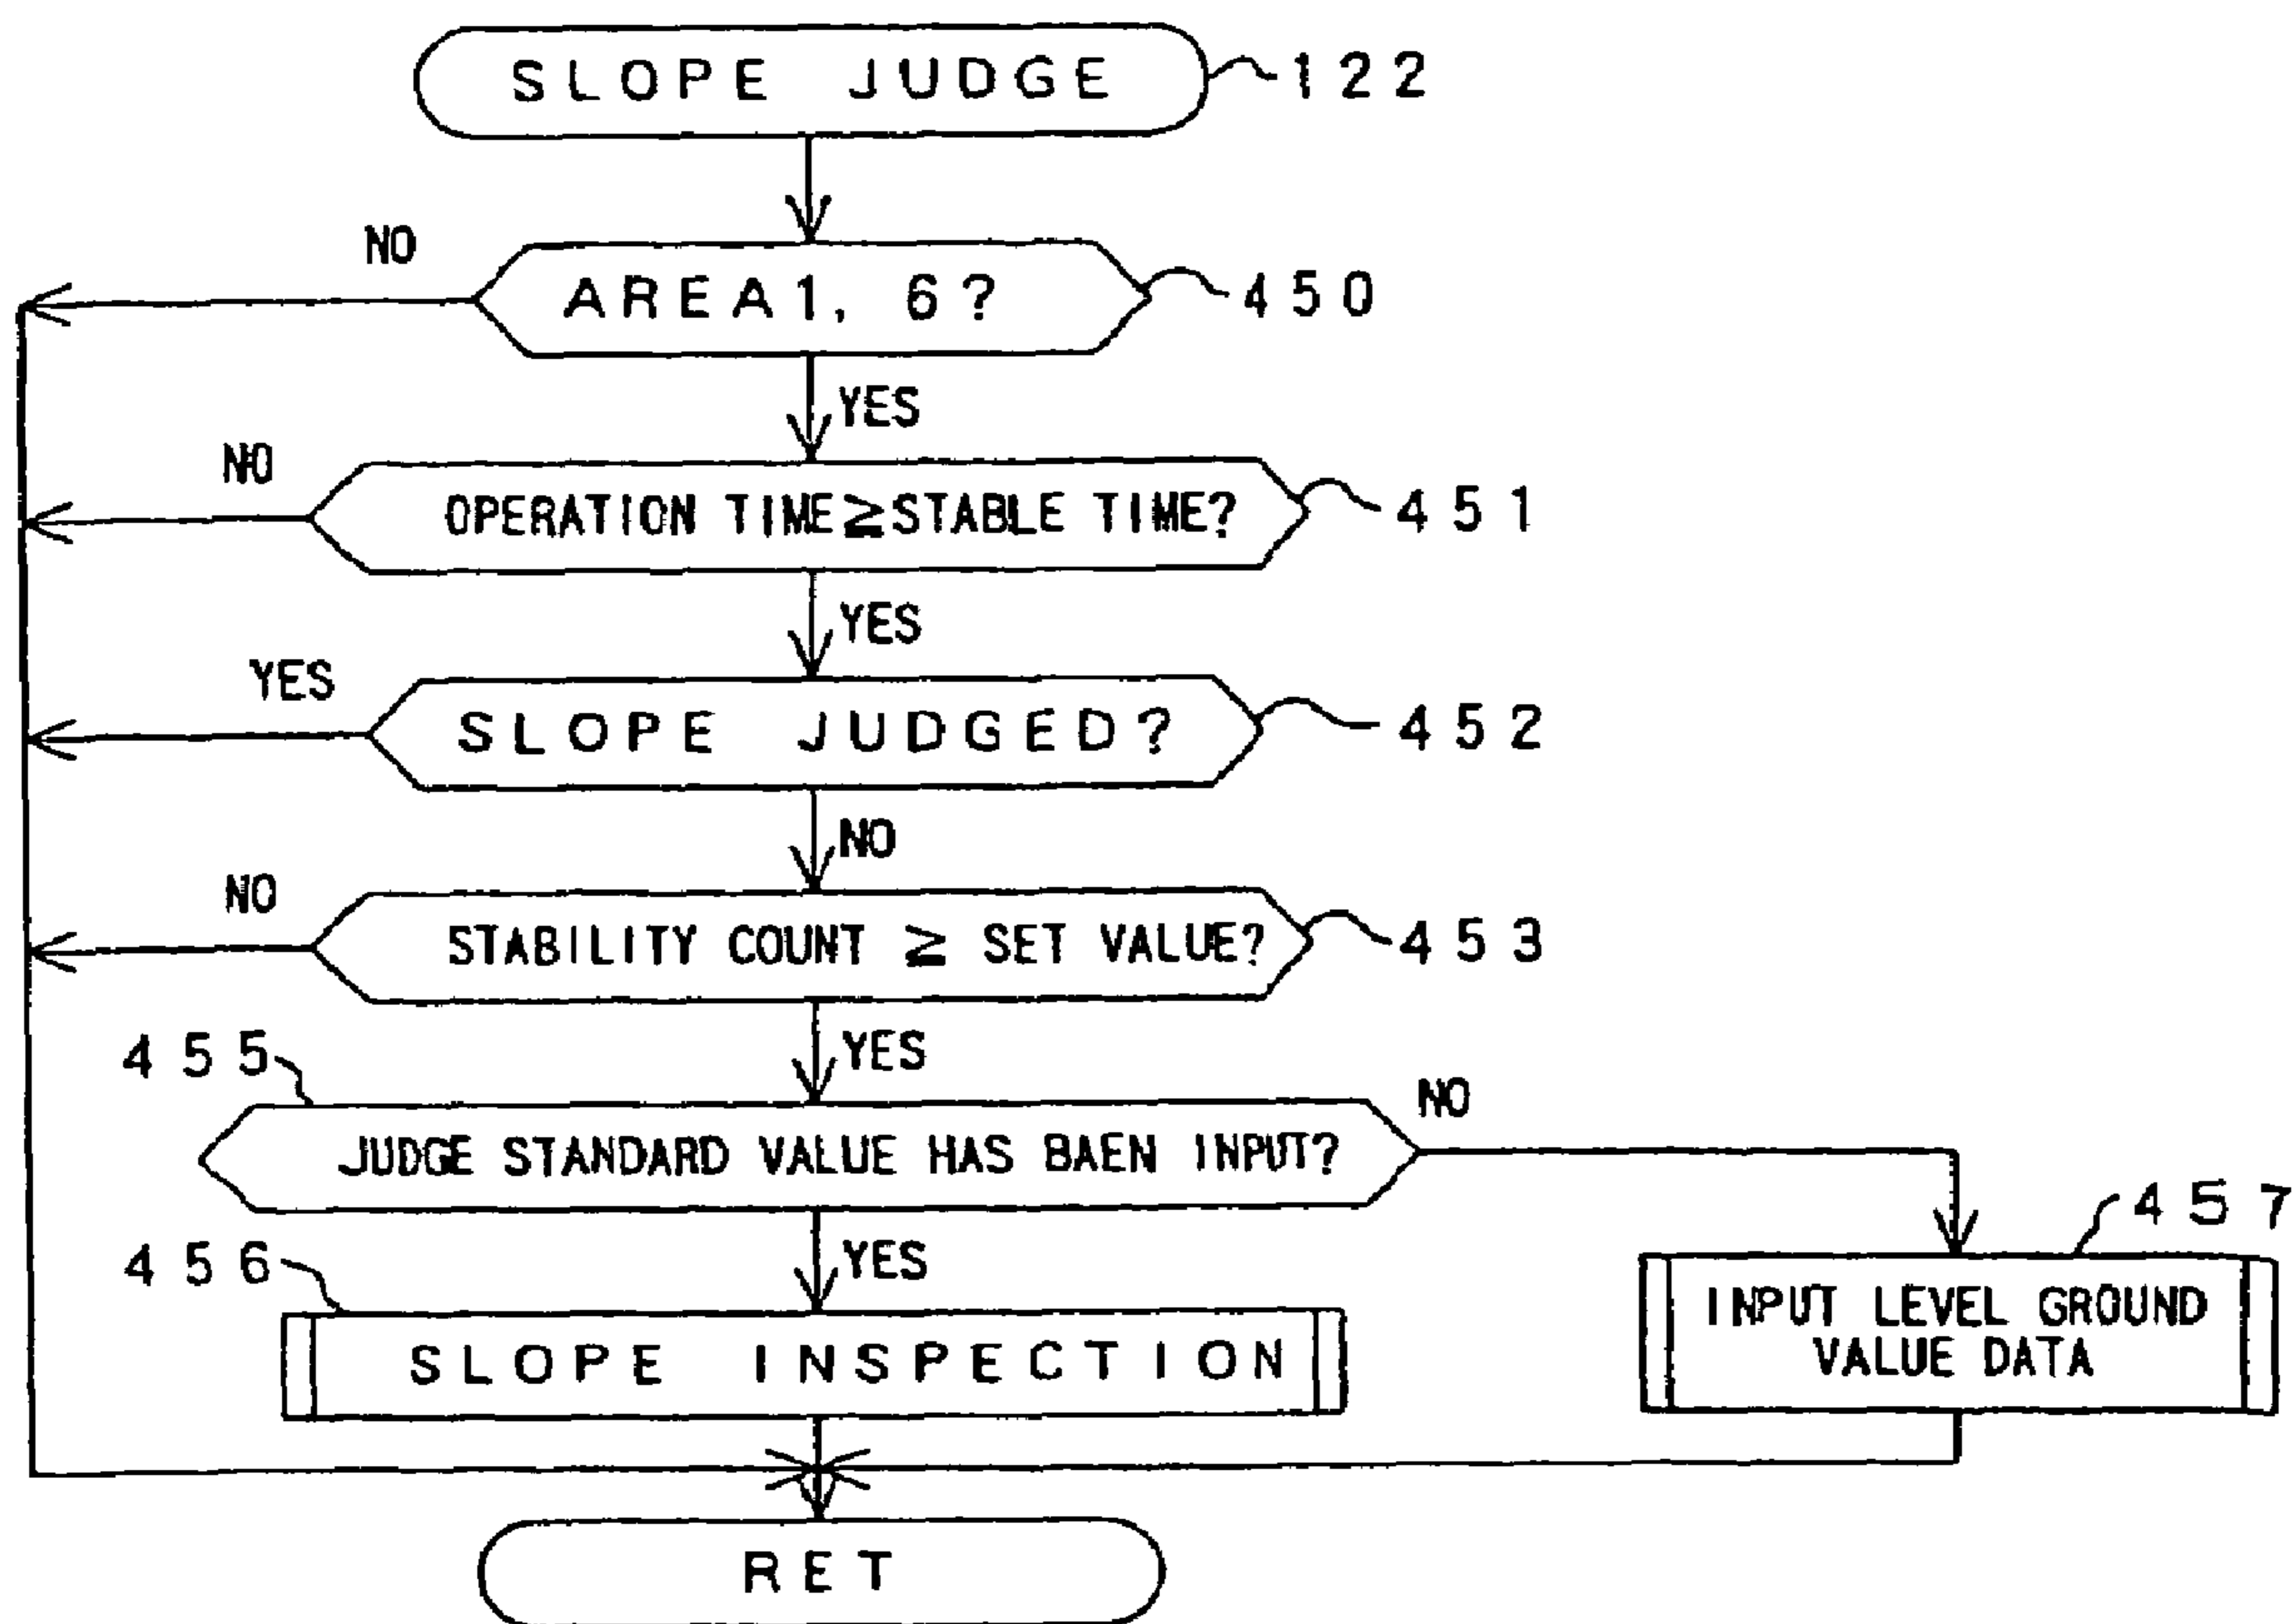 SLOPE JUDGE
122
NO
AREA1, 6?
450
YES
NO
OPERATION TIME≧STABLE TIME?
451
YES
YES
SLOPE JUDGED?
452
NO
NO
STABILITY COUNT ≧ SET VALUE?
453
YES
455
JUDGE STANDARD VALUE HAS BAEN INPUT?
NO
457
YES
456
SLOPE INSPECTION
INPUT LEVEL GROUND
VALUE DATA
RET